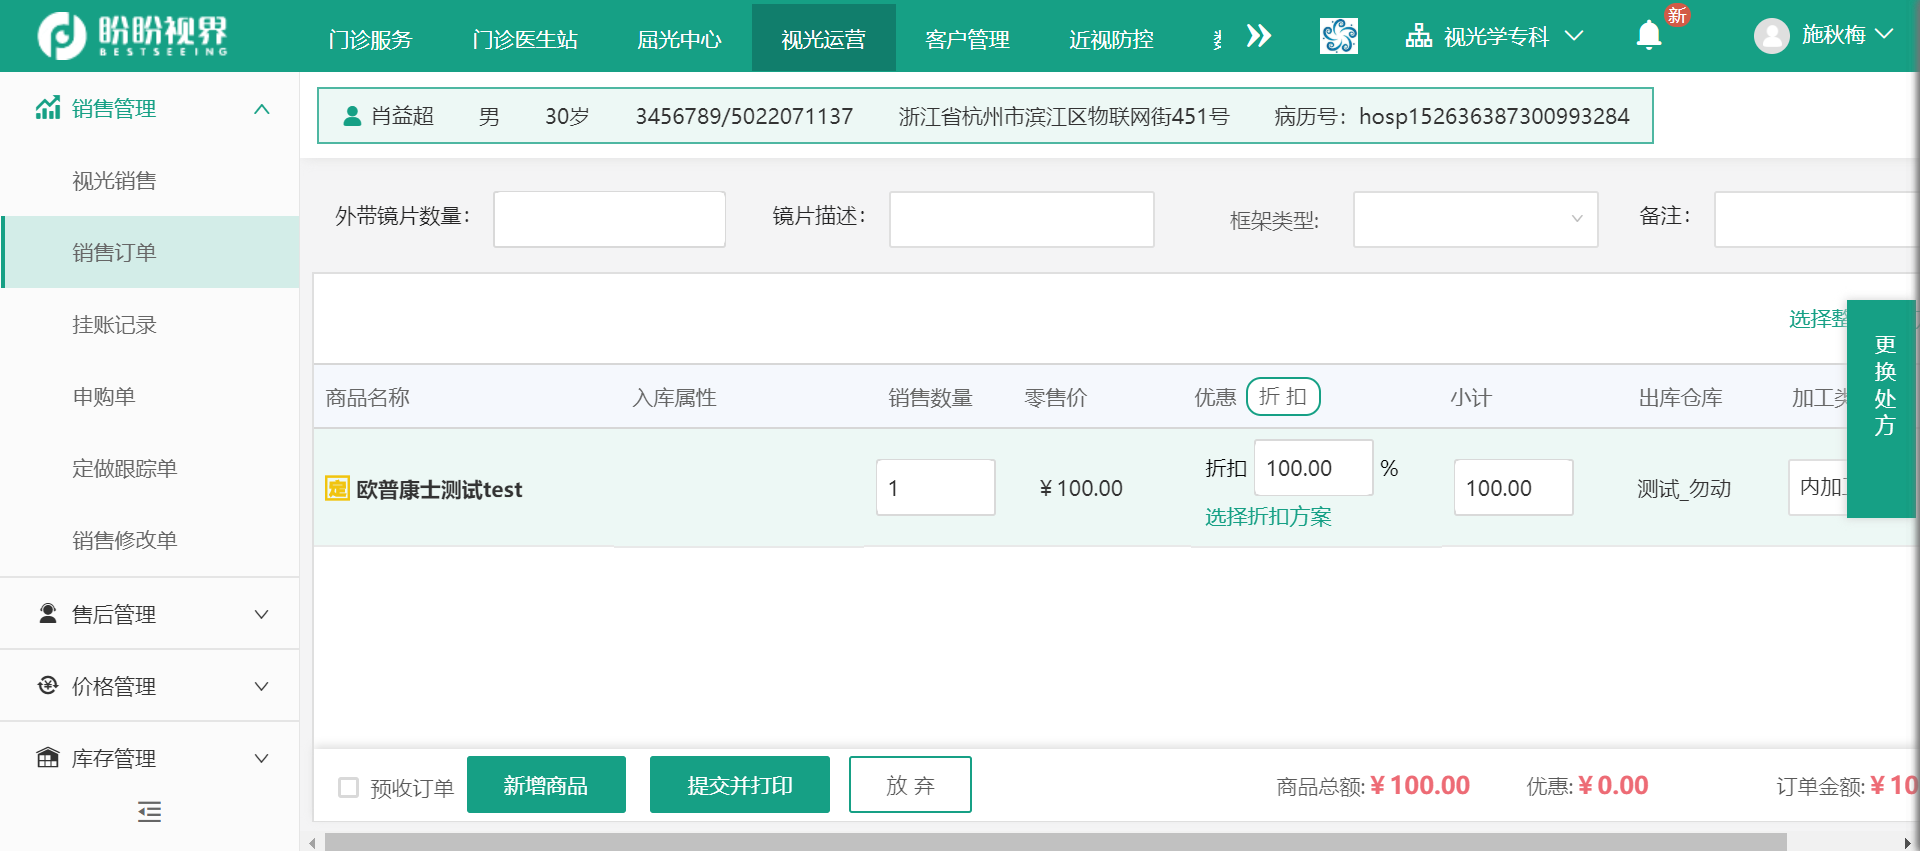 盼盼视界
BESTSEEING
门诊服务 门诊医生站 屈光中心 视光运营 客户管理 近视防控 视光学专科 新 施秋梅
销售管理
视光销售
销售订单
挂账记录
申购单
定做跟踪单
销售修改单
售后管理
价格管理
库存管理
肖益超 男 30岁 3456789/5022071137 浙江省杭州市滨江区物联网街451号 病历号：hosp152636387300993284
外带镜片数量： 镜片描述： 框架类型: 备注：
选择整
更换处方
商品名称 入库属性 销售数量 零售价 优惠 折扣 小计 出库仓库 加工类
定 欧普康士测试test 1 ¥100.00 折扣 100.00 % 100.00 测试_勿动 内加工
选择折扣方案
预收订单 新增商品 提交并打印 放弃 商品总额: ¥100.00 优惠: ¥0.00 订单金额: ¥10